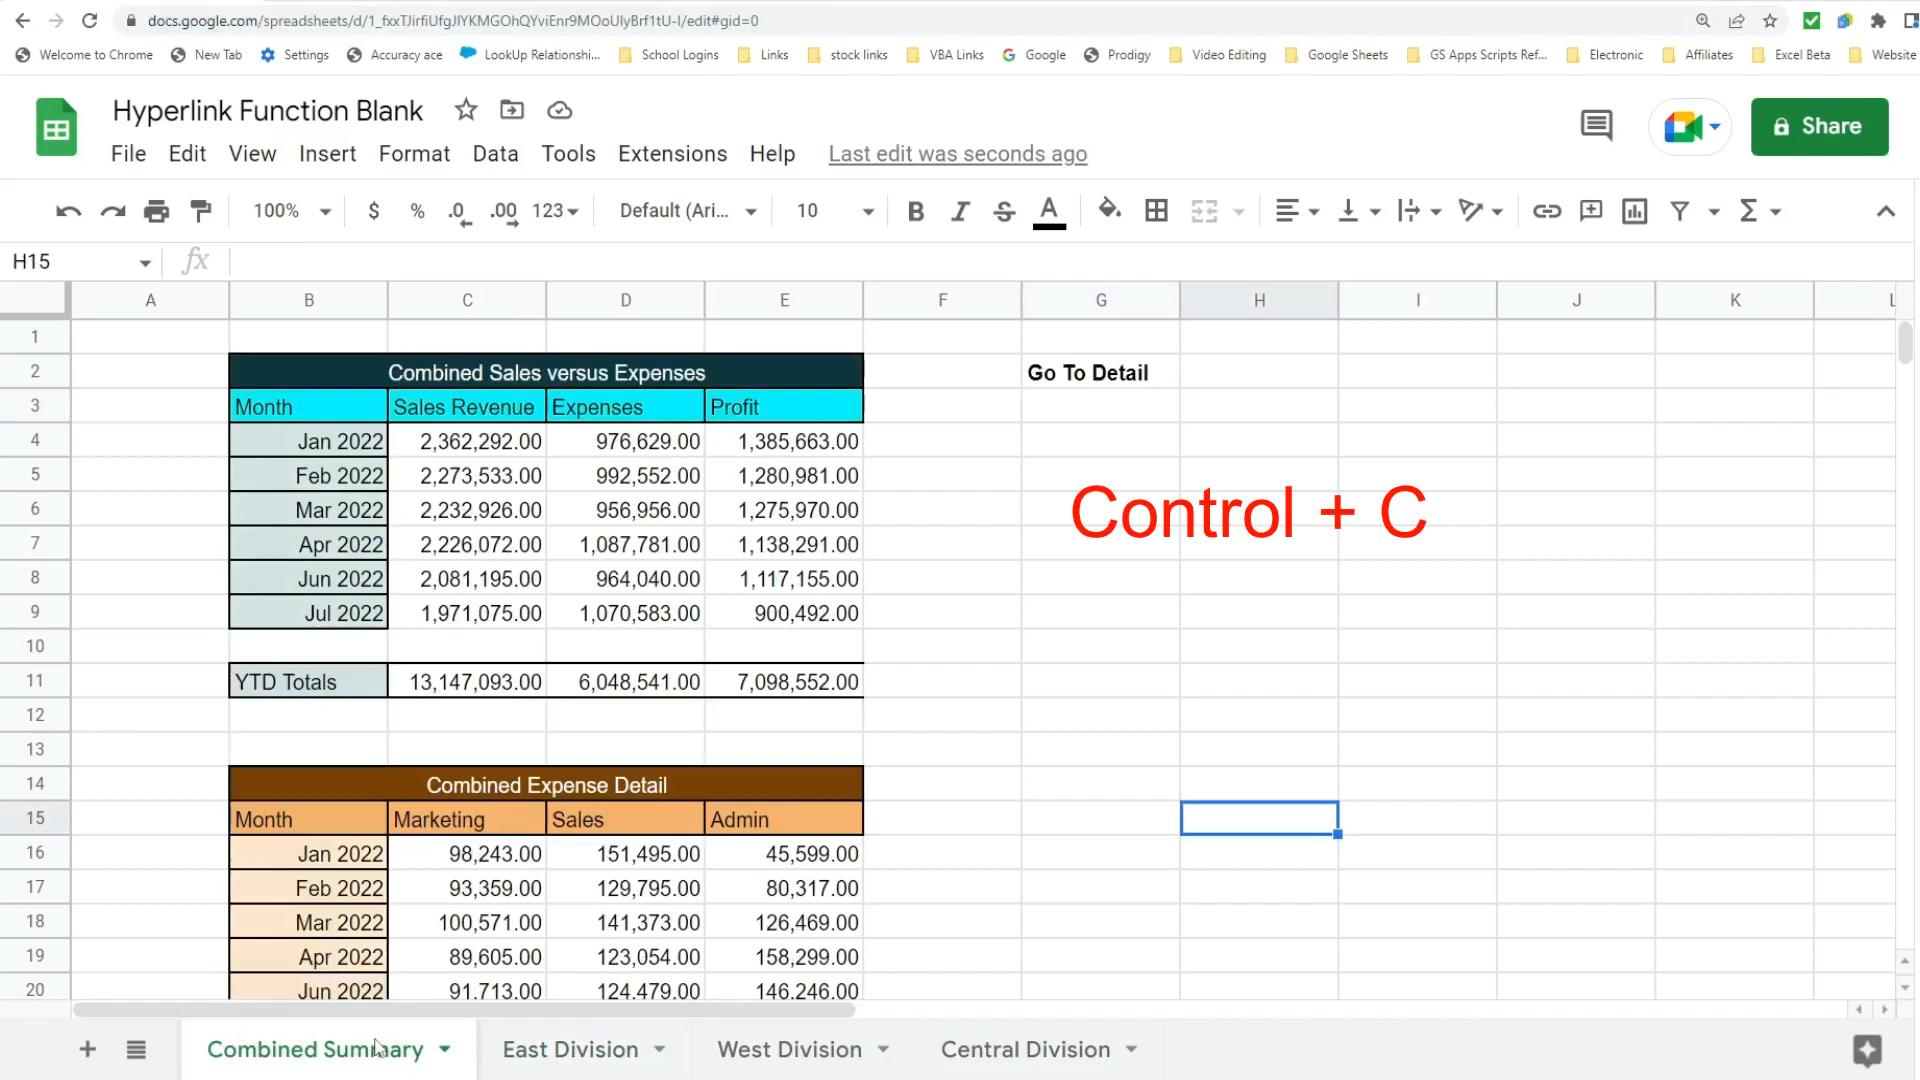 docs.google.com/spreadsheets/d/1_fxxTJirfiUfgJlYKMGOhQYviEnr9MOoUlyBrf1tU-I/edit#gid=0
Welcome to Chrome New Tab Settings Accuracy ace LookUp Relationshi... School Logins Links stock links VBA Links Google Prodigy Video Editing Google Sheets GS Apps Scripts Ref... Electronic Affiliates Excel Beta Website
Hyperlink Function Blank
Share
File Edit View Insert Format Data Tools Extensions Help Last edit was seconds ago
100% $ % .0 .00 123 Default (Ari... 10 B I S A Σ
H15 fx
A B C D E F G H I J K L
1
2 Combined Sales versus Expenses Go To Detail
3 Month Sales Revenue Expenses Profit
4 Jan 2022 2,362,292.00 976,629.00 1,385,663.00
5 Feb 2022 2,273,533.00 992,552.00 1,280,981.00
6 Mar 2022 2,232,926.00 956,956.00 1,275,970.00
Control + C
7 Apr 2022 2,226,072.00 1,087,781.00 1,138,291.00
8 Jun 2022 2,081,195.00 964,040.00 1,117,155.00
9 Jul 2022 1,971,075.00 1,070,583.00 900,492.00
10
11 YTD Totals 13,147,093.00 6,048,541.00 7,098,552.00
12
13
14 Combined Expense Detail
15 Month Marketing Sales Admin
16 Jan 2022 98,243.00 151,495.00 45,599.00
17 Feb 2022 93,359.00 129,795.00 80,317.00
18 Mar 2022 100,571.00 141,373.00 126,469.00
19 Apr 2022 89,605.00 123,054.00 158,299.00
20 Jun 2022 91,713.00 124,479.00 146,246.00
+ Combined Summary East Division West Division Central Division